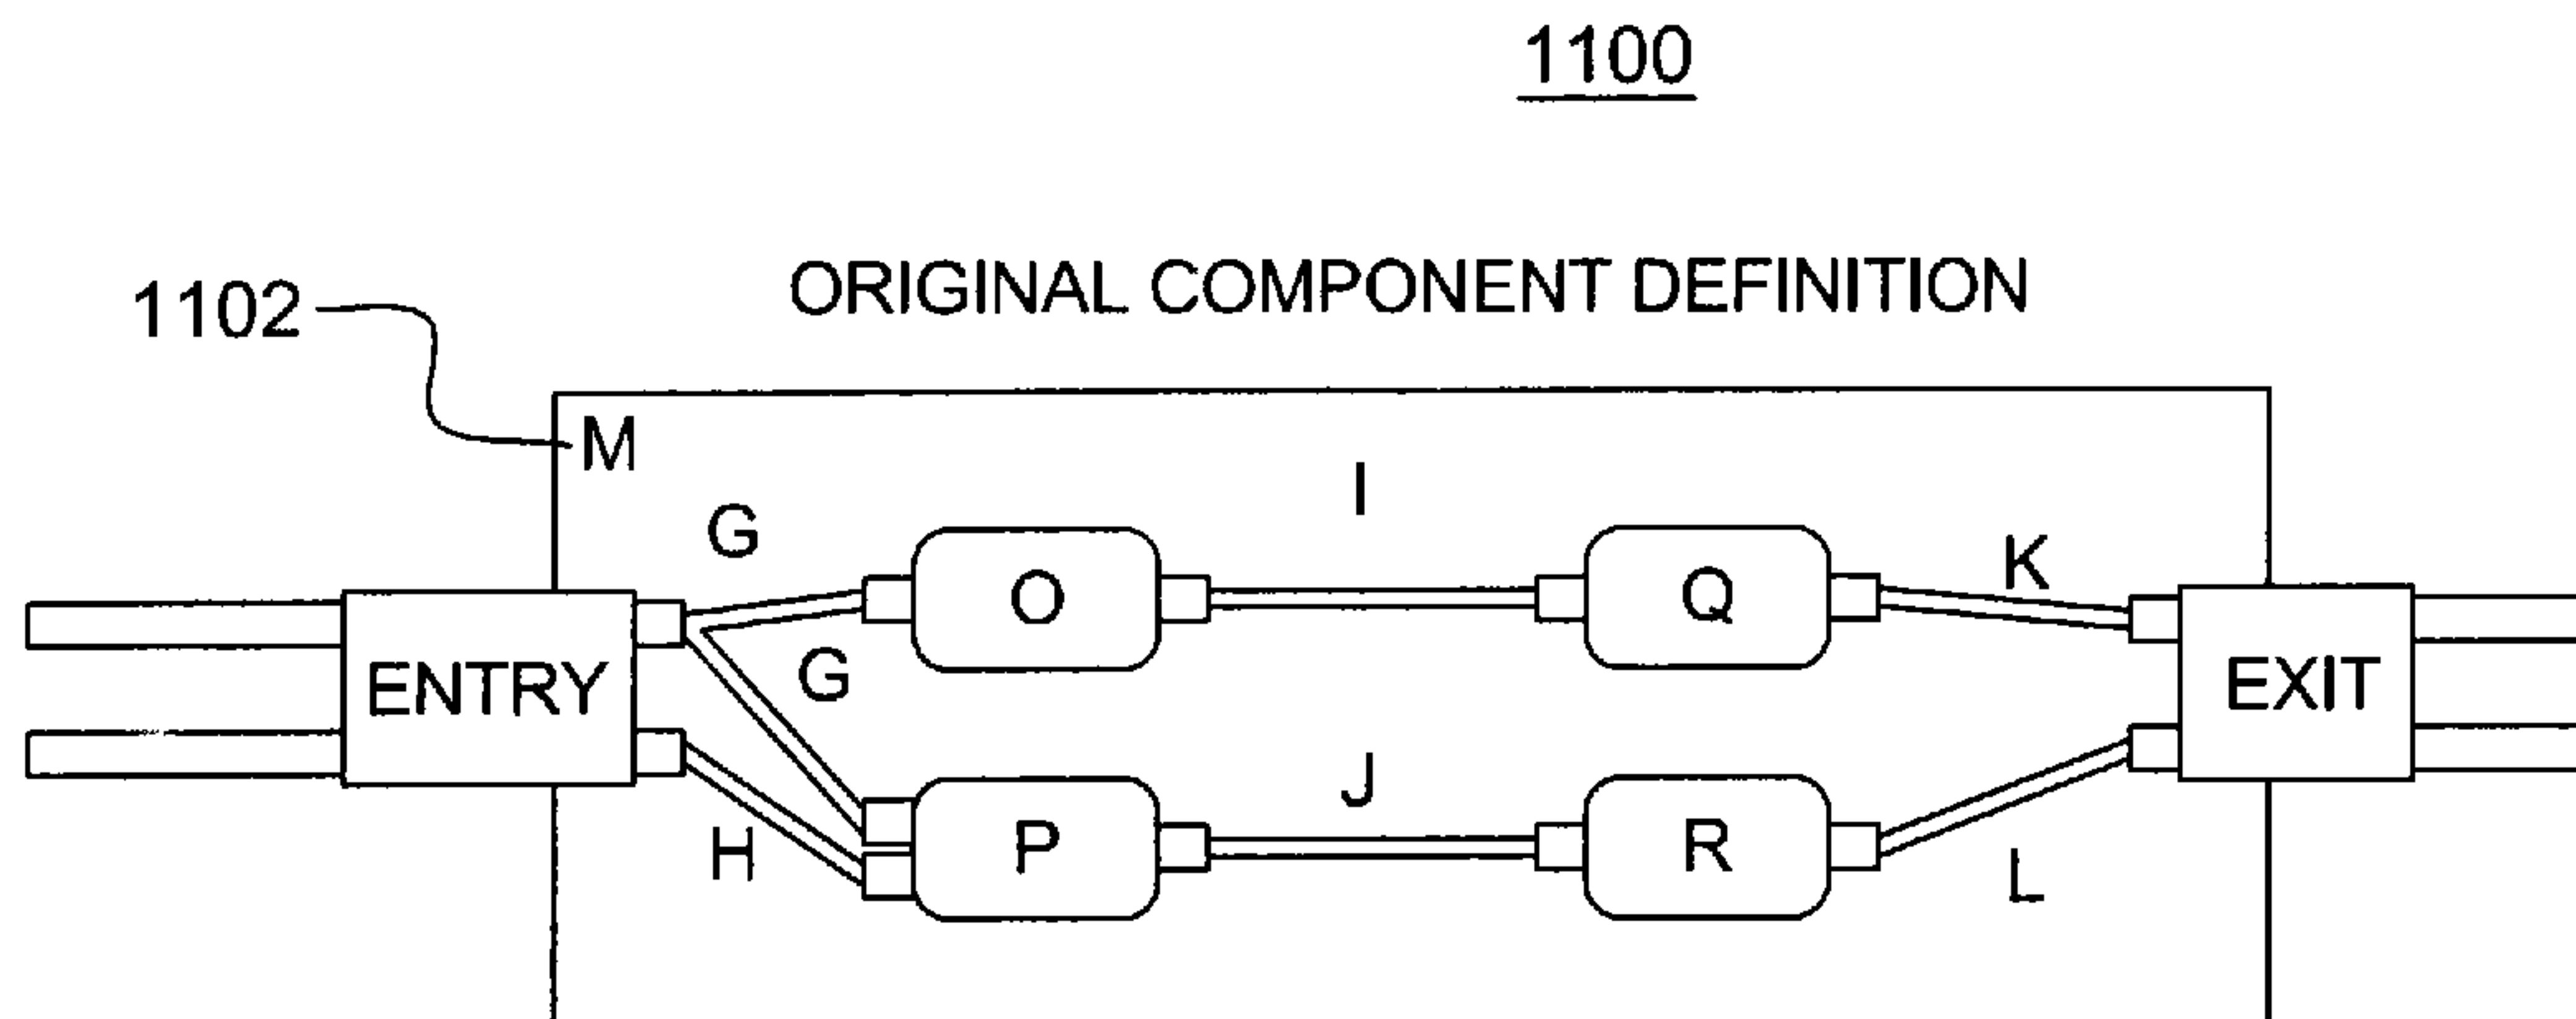 1100
ORIGINAL COMPONENT DEFINITION
1102
M
G
I
K
O
Q
ENTRY
G
EXIT
H
P
J
R
L